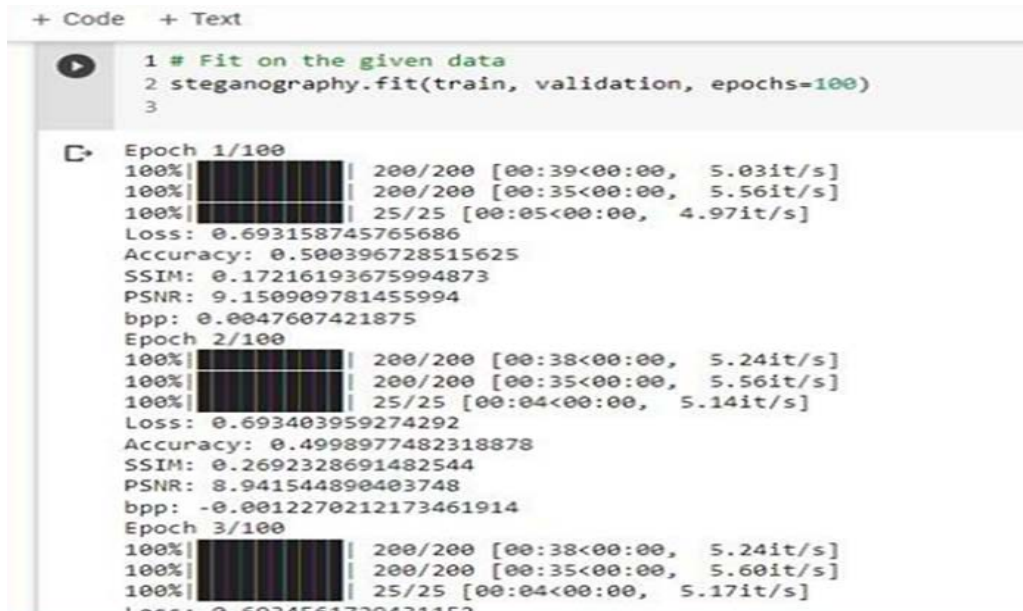 + Code + Text
1 # Fit on the given data
2 steganography.fit(train, validation, epochs=100)
3
Epoch 1/100
100%| | 200/200 [00:39<00:00, 5.03it/s]
100%| | 200/200 [00:35<00:00, 5.56it/s]
100%| | 25/25 [00:05<00:00, 4.97it/s]
Loss: 0.693158745765686
Accuracy: 0.500396728515625
SSIM: 0.17216193675994873
PSNR: 9.150909781455994
bpp: 0.0047607421875
Epoch 2/100
100%| | 200/200 [00:38<00:00, 5.24it/s]
100%| | 200/200 [00:35<00:00, 5.56it/s]
100%| | 25/25 [00:04<00:00, 5.14it/s]
Loss: 0.693403959274292
Accuracy: 0.4998977482318878
SSIM: 0.2692328691482544
PSNR: 8.941544890403748
bpp: -0.0012270212173461914
Epoch 3/100
100%| | 200/200 [00:38<00:00, 5.24it/s]
100%| | 200/200 [00:35<00:00, 5.60it/s]
100%| | 25/25 [00:04<00:00, 5.17it/s]